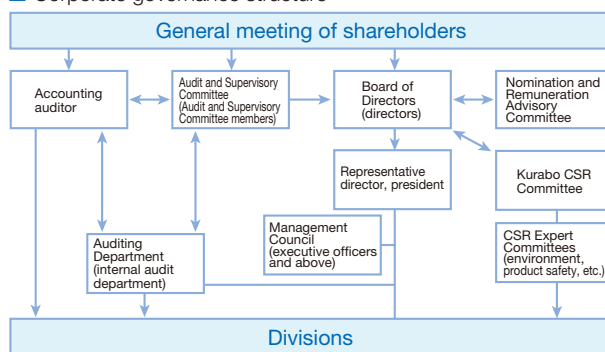 Corporate governance structure
General meeting of shareholders
Accounting
auditor
Audit and Supervisory
Committee
(Audit and Supervisory
Committee members)
Board of
Directors
(directors)
Nomination and
Remuneration
Advisory
Committee
Representative
director, president
Kurabo CSR
Committee
Management
Council
(executive officers
and above)
Auditing
Department
(internal audit
department)
CSR Expert
Committees
(environment,
product safety, etc.)
Divisions